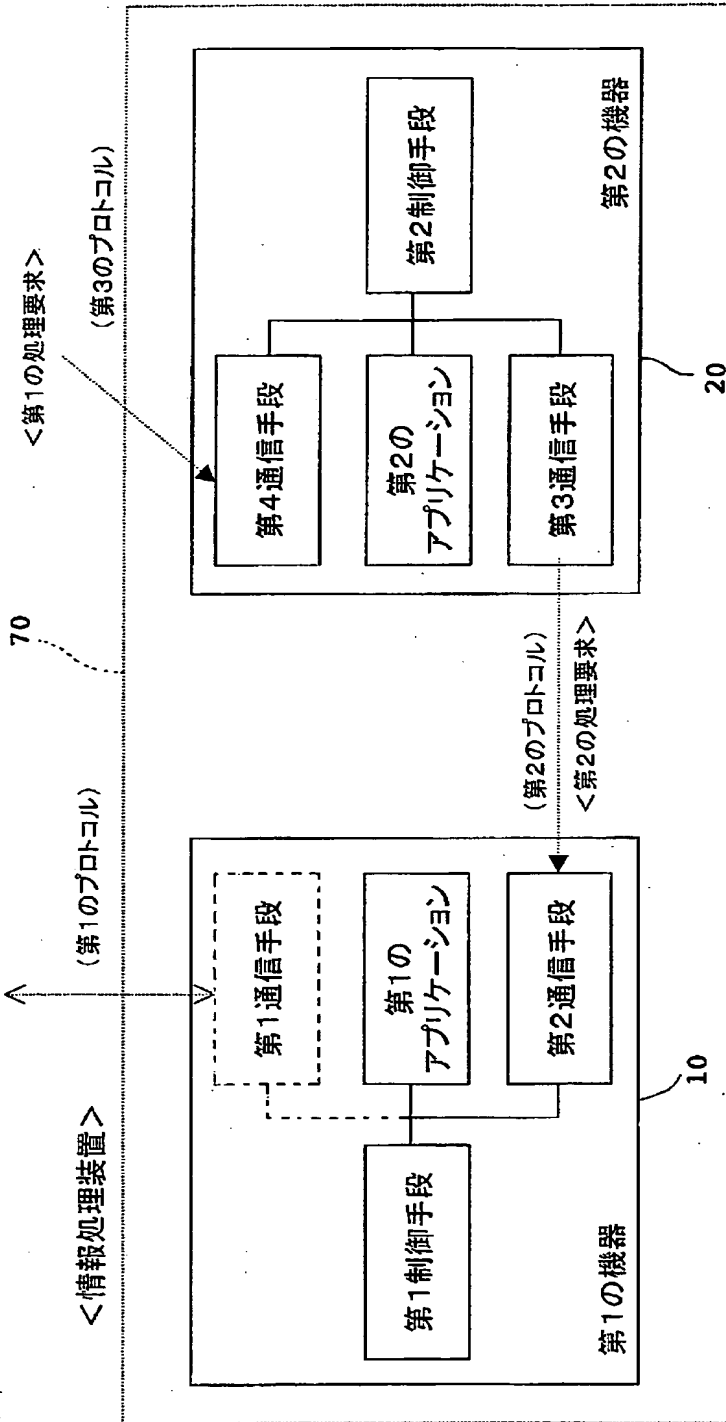 <情報処理装置>
(第1のプロトコル)
70
<第1の処理要求>
(第3のプロトコル)
第1制御手段
第1通信手段
第1の
アプリケーション
第2通信手段
第1の機器
10
(第2のプロトコル)
<第2の処理要求>
第4通信手段
第2の
アプリケーション
第3通信手段
第2制御手段
第2の機器
20